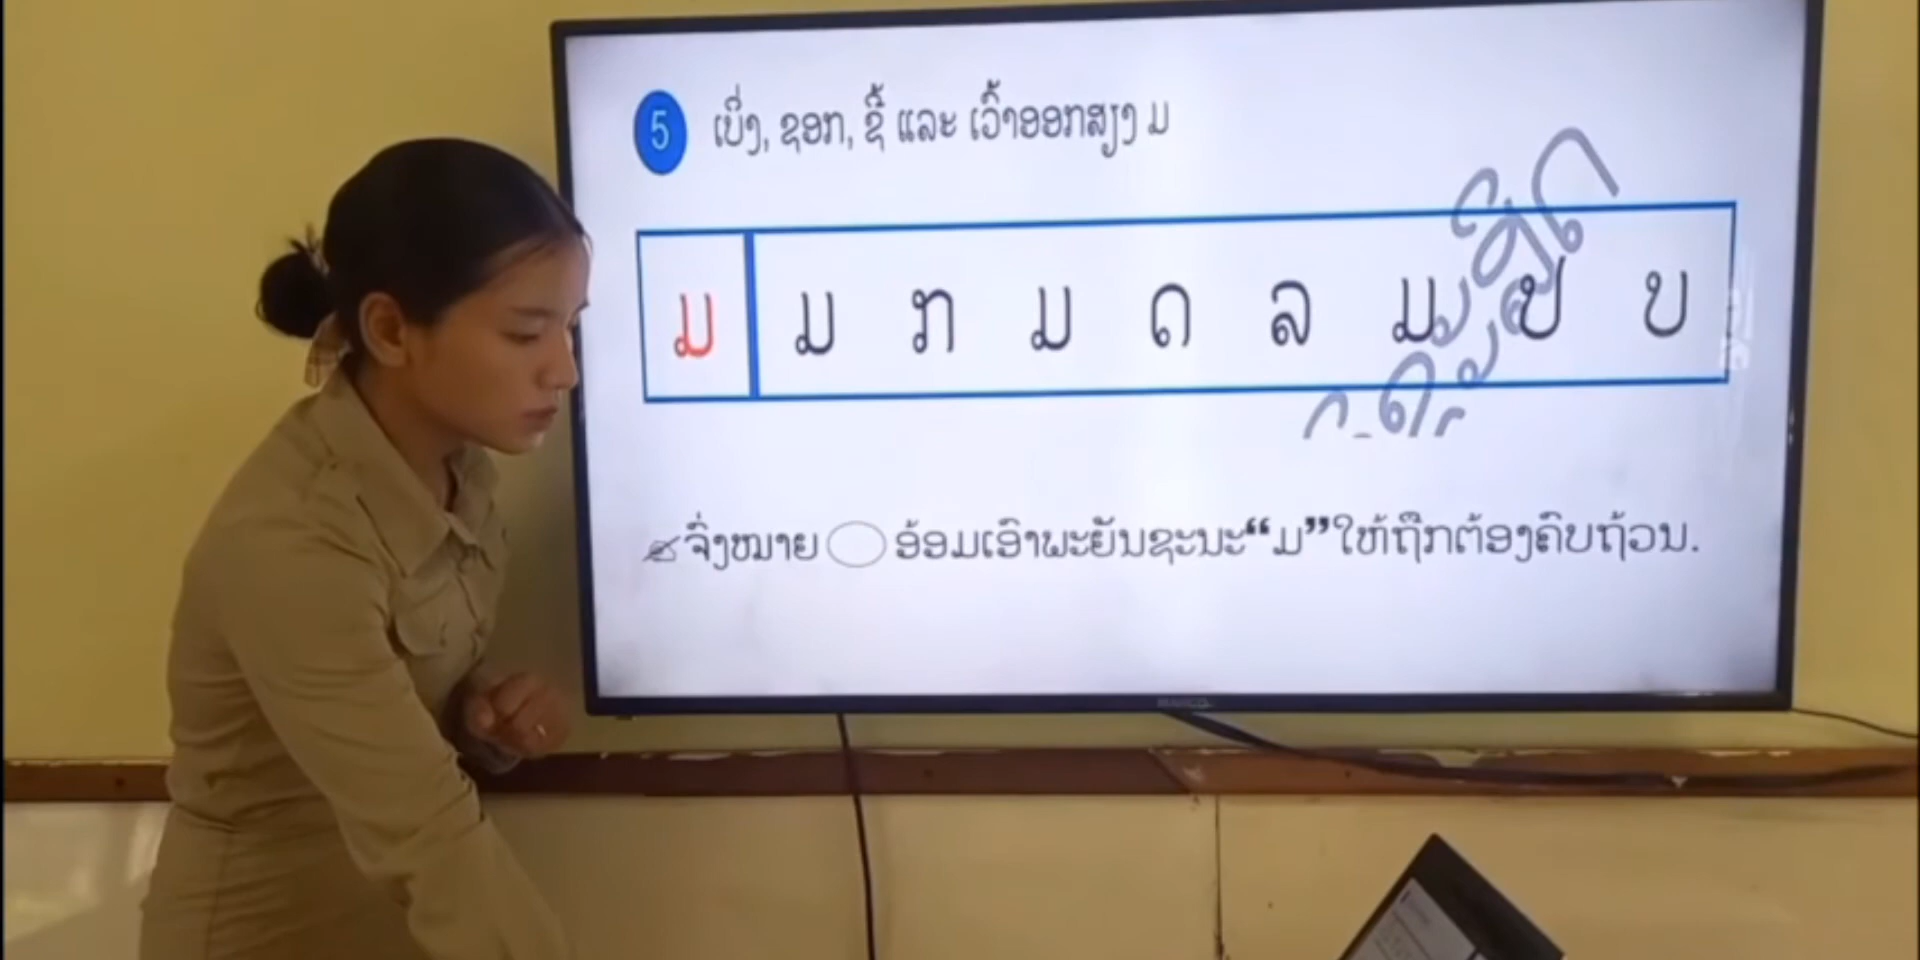 5 ເບິ່ງ, ຊອກ, ຊີ້ ແລະ ເວົ້າອອກສຽງ ມ
ມ ມ ກ ມ ດ ລ ມ ປ ບ
ຈົ່ງໝາຍ ອ້ອມເອົາພະຍັນຊະນະ“ມ”ໃຫ້ຖືກຕ້ອງຄົບຖ້ວນ.